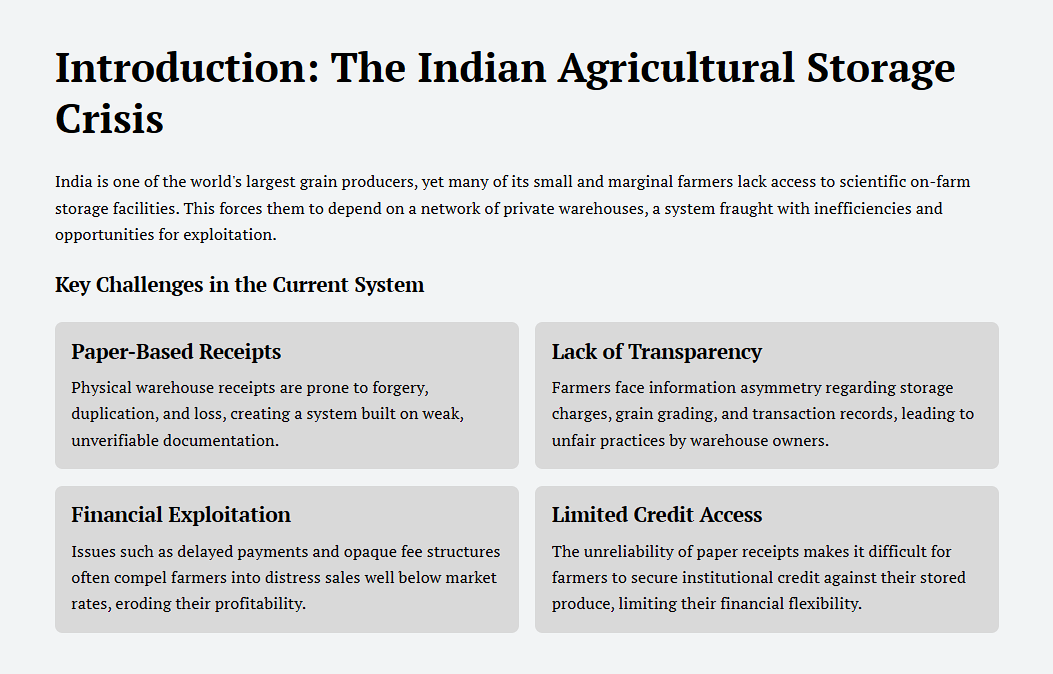 Introduction: The Indian Agricultural Storage
Crisis
India is one of the world's largest grain producers, yet many of its small and marginal farmers lack access to scientific on-farm
storage facilities. This forces them to depend on a network of private warehouses, a system fraught with inefficiencies and
opportunities for exploitation.
Key Challenges in the Current System
Paper-Based Receipts
Physical warehouse receipts are prone to forgery,
duplication, and loss, creating a system built on weak,
unverifiable documentation.
Lack of Transparency
Farmers face information asymmetry regarding storage
charges, grain grading, and transaction records, leading to
unfair practices by warehouse owners.
Financial Exploitation
Issues such as delayed payments and opaque fee structures
often compel farmers into distress sales well below market
rates, eroding their profitability.
Limited Credit Access
The unreliability of paper receipts makes it difficult for
farmers to secure institutional credit against their stored
produce, limiting their financial flexibility.